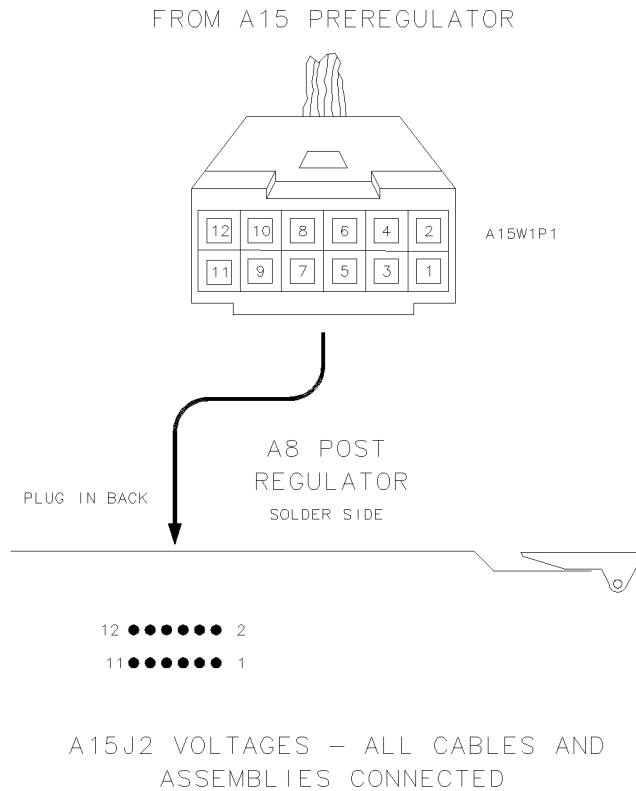 FROM A15 PREREGULATOR
12 10 8 6 4 2
A15W1P1
11 9 7 5 3 1
A8 POST
REGULATOR
PLUG IN BACK
SOLDER SIDE
12 2
11 1
A15J2 VOLTAGES – ALL CABLES AND
ASSEMBLIES CONNECTED